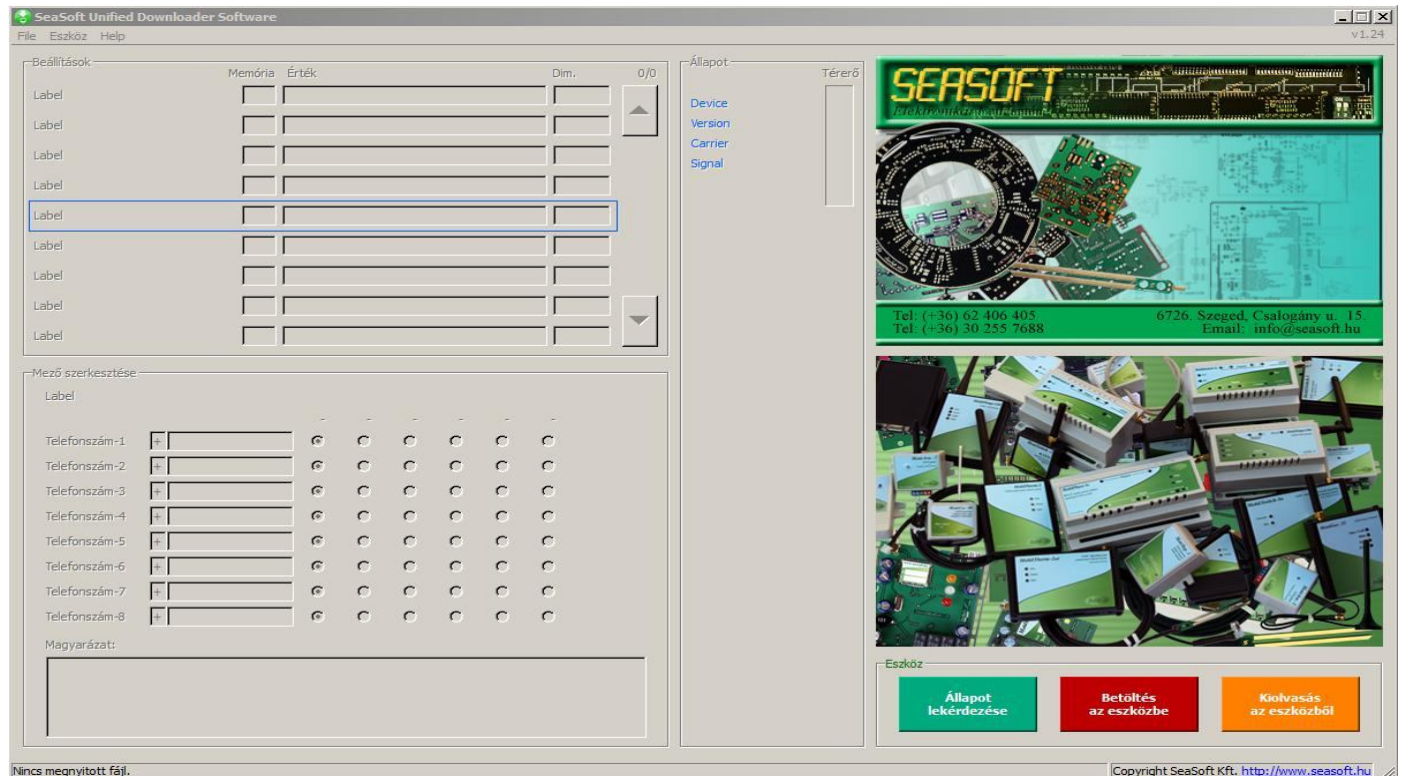 SeaSoft Unified Downloader Software
File Eszköz Help
v1.24
Beállítások
Memória Érték Dim. 0/0
Label
Label
Label
Label
Label
Label
Label
Label
Label
Mező szerkesztése
Label
- - - - - -
Telefonszám-1 +
Telefonszám-2 +
Telefonszám-3 +
Telefonszám-4 +
Telefonszám-5 +
Telefonszám-6 +
Telefonszám-7 +
Telefonszám-8 +
Magyarázat:
Állapot
Térerő
Device
Version
Carrier
Signal
SEASOFT
Tel: (+36) 62 406 405 6726. Szeged, Csalogány u. 15.
Tel: (+36) 30 255 7688 Email: info@seasoft.hu
Eszköz
Állapot
lekérdezése
Betöltés
az eszközbe
Kiolvasás
az eszközből
Nincs megnyitott fájl.
Copyright SeaSoft Kft. http://www.seasoft.hu